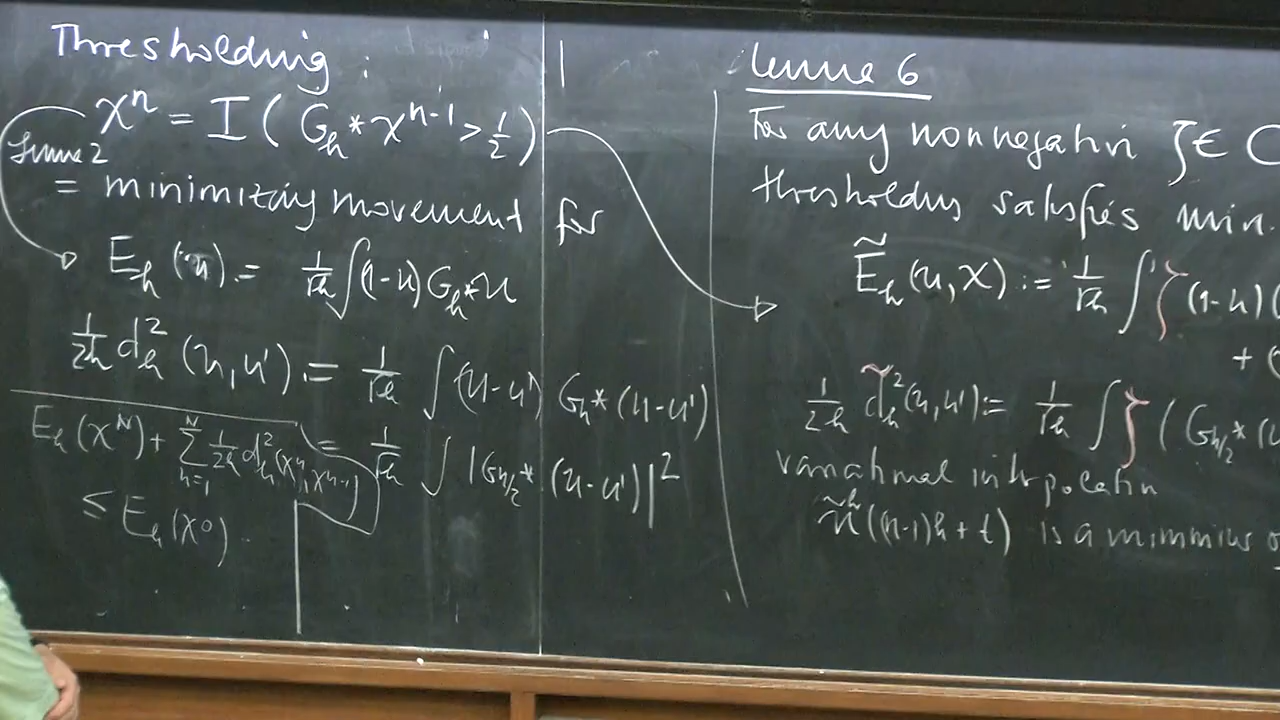 Thresholding :
χⁿ = I ( G_h * χⁿ⁻¹ > 1/2 )
Lemma 2
= minimizing movement for
E_h (u) := 1/√h ∫ (1-u) G_h * u
1/2h d_h² (u, u') := 1/√h ∫ (u-u') G_h * (u-u')
= 1/√h ∫ |G_{h/2} * (u-u')|²
E_h (χᴺ) + Σ_{n=1}^{N} 1/2h d_h² (χⁿ, χⁿ⁻¹)
≤ E_h (χ⁰).
Lemma 6
For any nonnegative ζ ∈ C
thresholding satisfies min.
Ẽ_h (u, χ) := 1/√h ∫ ζ (1-u) (
+ (
1/2h d̃_h² (u, u') := 1/√h ∫ ζ ( G_{h/2} * (u
variational interpolation
ũʰ ((n-1)h + t) is a minimizer o